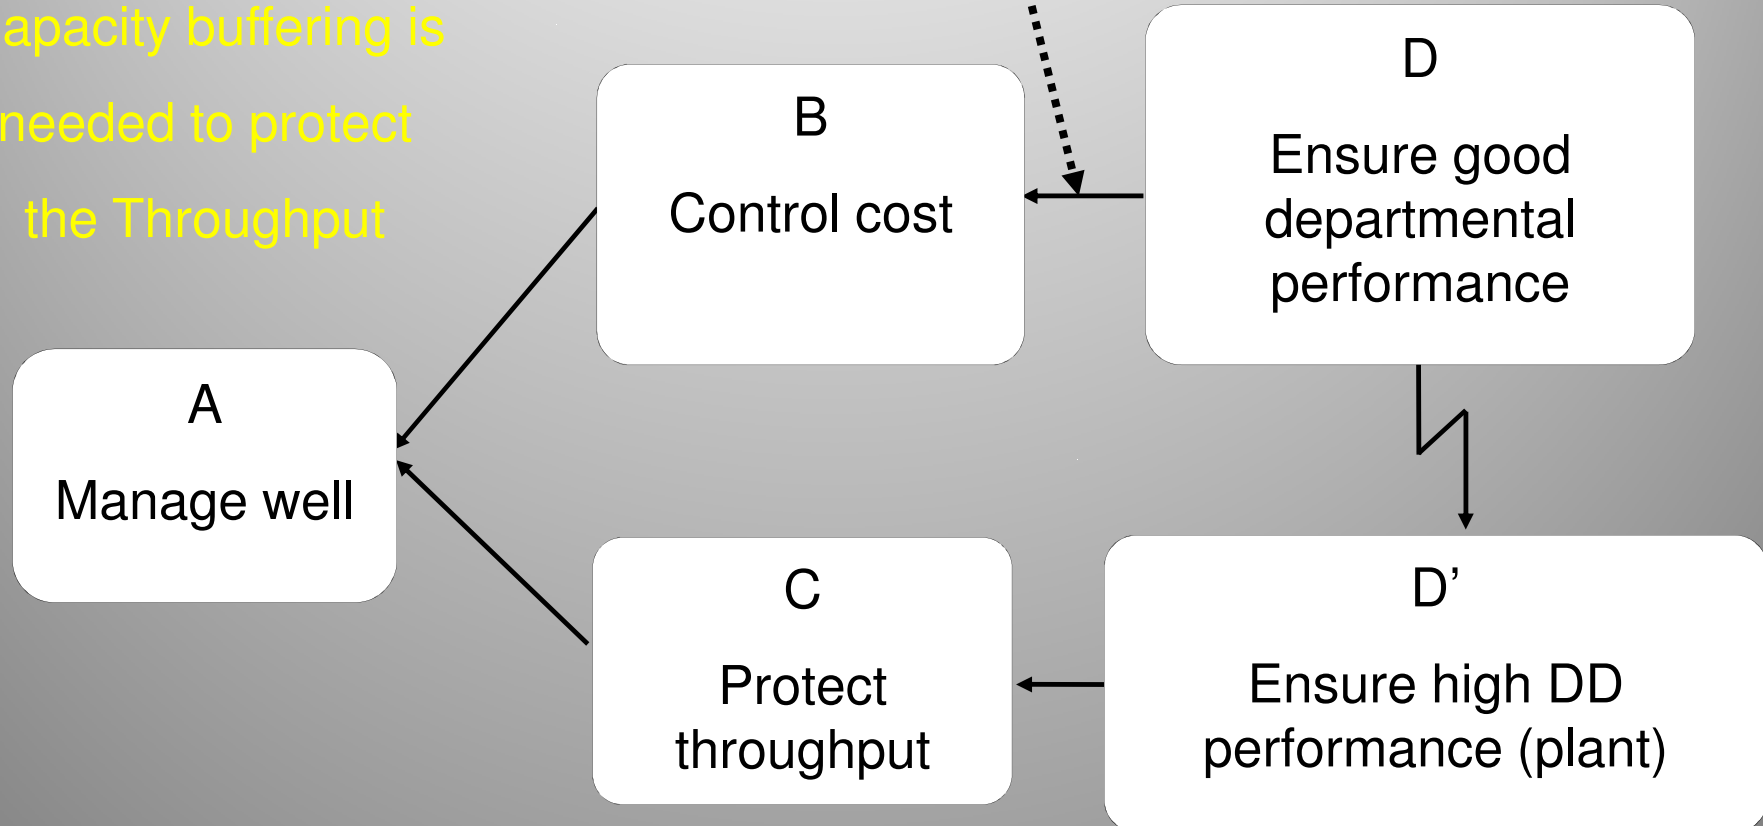 apacity buffering is
needed to protect
the Throughput
B
Control cost
D
Ensure good
departmental
performance
A
Manage well
C
Protect
throughput
D’
Ensure high DD
performance (plant)